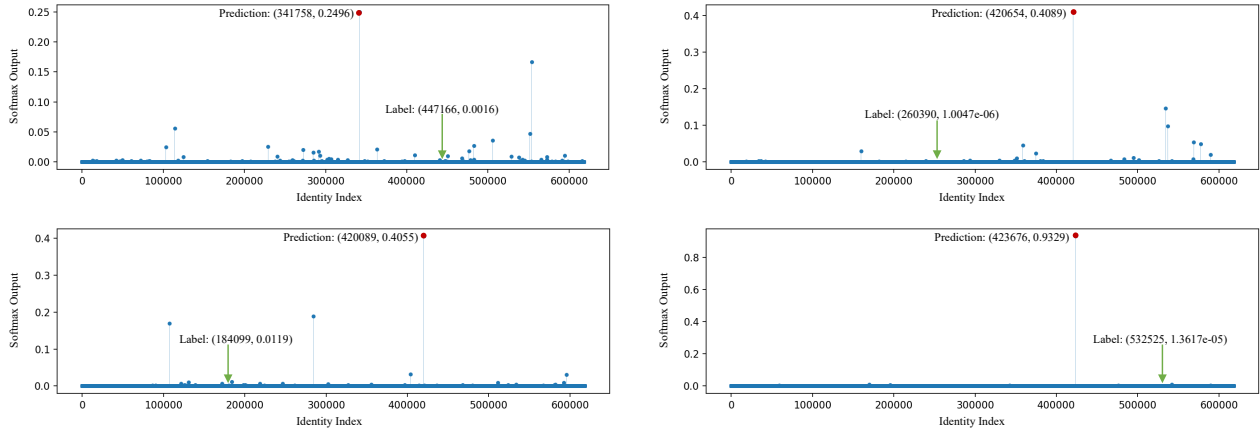 Prediction: (341758, 0.2496)
Label: (447166, 0.0016)
Softmax Output
0.25
0.20
0.15
0.10
0.05
0.00
0 100000 200000 300000 400000 500000 600000
Identity Index
Prediction: (420654, 0.4089)
Label: (260390, 1.0047e-06)
Softmax Output
0.4
0.3
0.2
0.1
0.0
0 100000 200000 300000 400000 500000 600000
Identity Index
Prediction: (420089, 0.4055)
Label: (184099, 0.0119)
Softmax Output
0.4
0.3
0.2
0.1
0.0
0 100000 200000 300000 400000 500000 600000
Identity Index
Prediction: (423676, 0.9329)
Label: (532525, 1.3617e-05)
Softmax Output
0.8
0.6
0.4
0.2
0.0
0 100000 200000 300000 400000 500000 600000
Identity Index